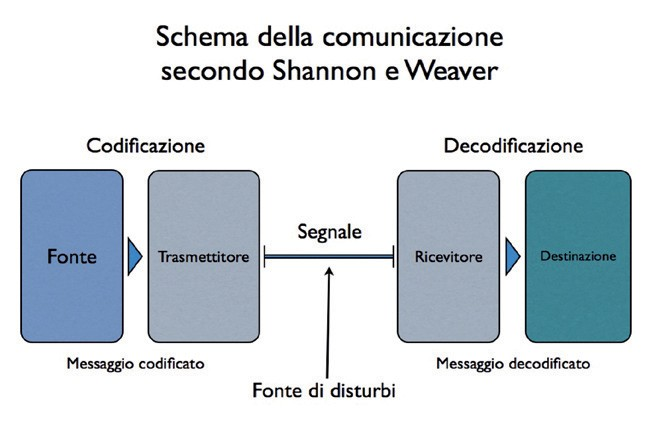 Schema della comunicazione
secondo Shannon e Weaver
Codificazione
Decodificazione
Fonte
Trasmettitore
Segnale
Ricevitore
Destinazione
Messaggio codificato
Messaggio decodificato
Fonte di disturbi